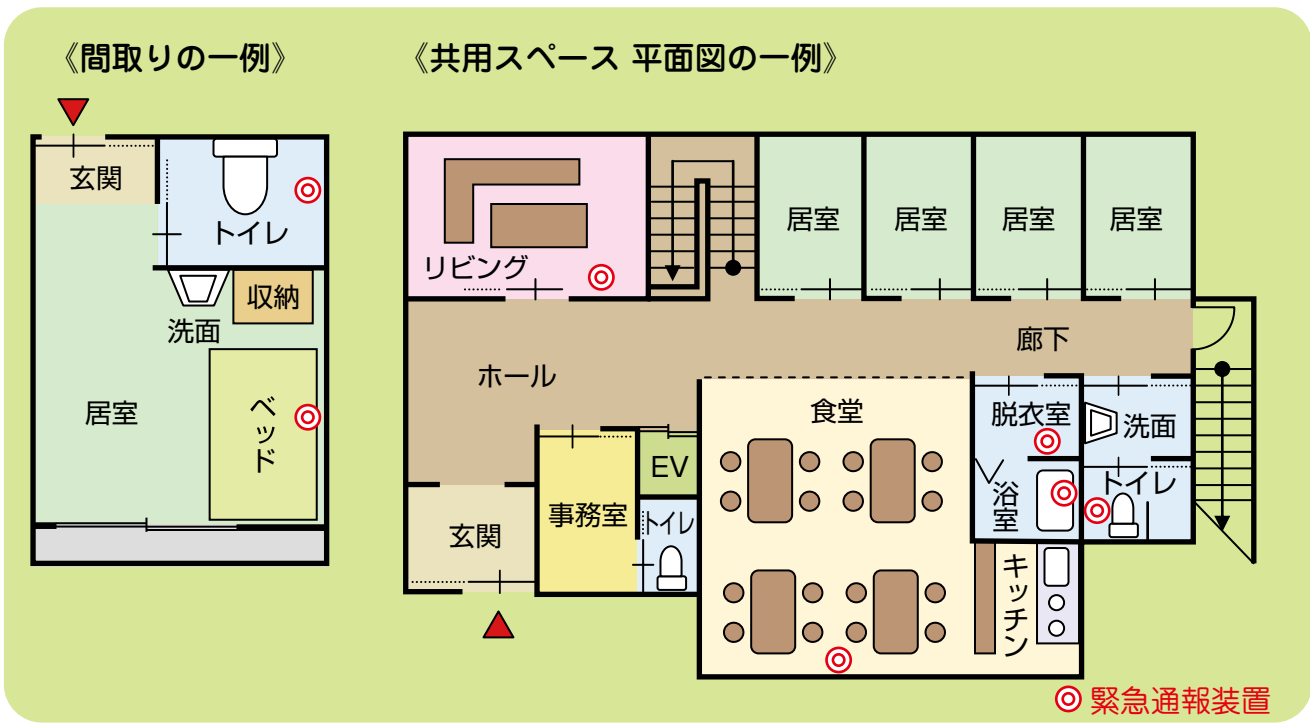 《間取りの一例》
玄関
トイレ
収納
洗面
居室
ベッド
《共用スペース 平面図の一例》
リビング
居室
居室
居室
居室
廊下
ホール
食堂
脱衣室
洗面
EV
浴室
トイレ
事務室
トイレ
玄関
キッチン
緊急通報装置